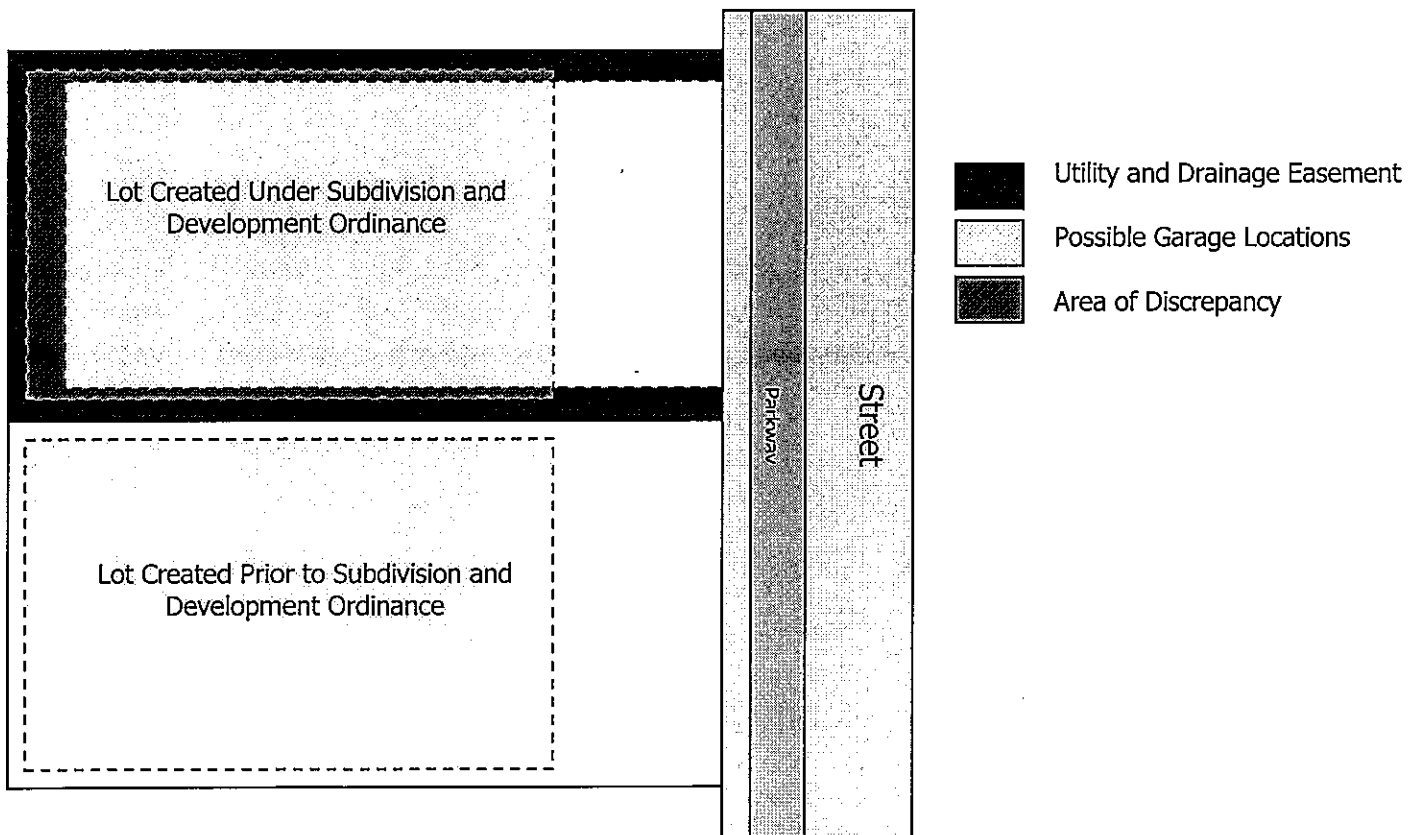 Lot Created Under Subdivision and
Development Ordinance
Utility and Drainage Easement
Possible Garage Locations
Area of Discrepancy
Street
Parkway
Lot Created Prior to Subdivision and
Development Ordinance